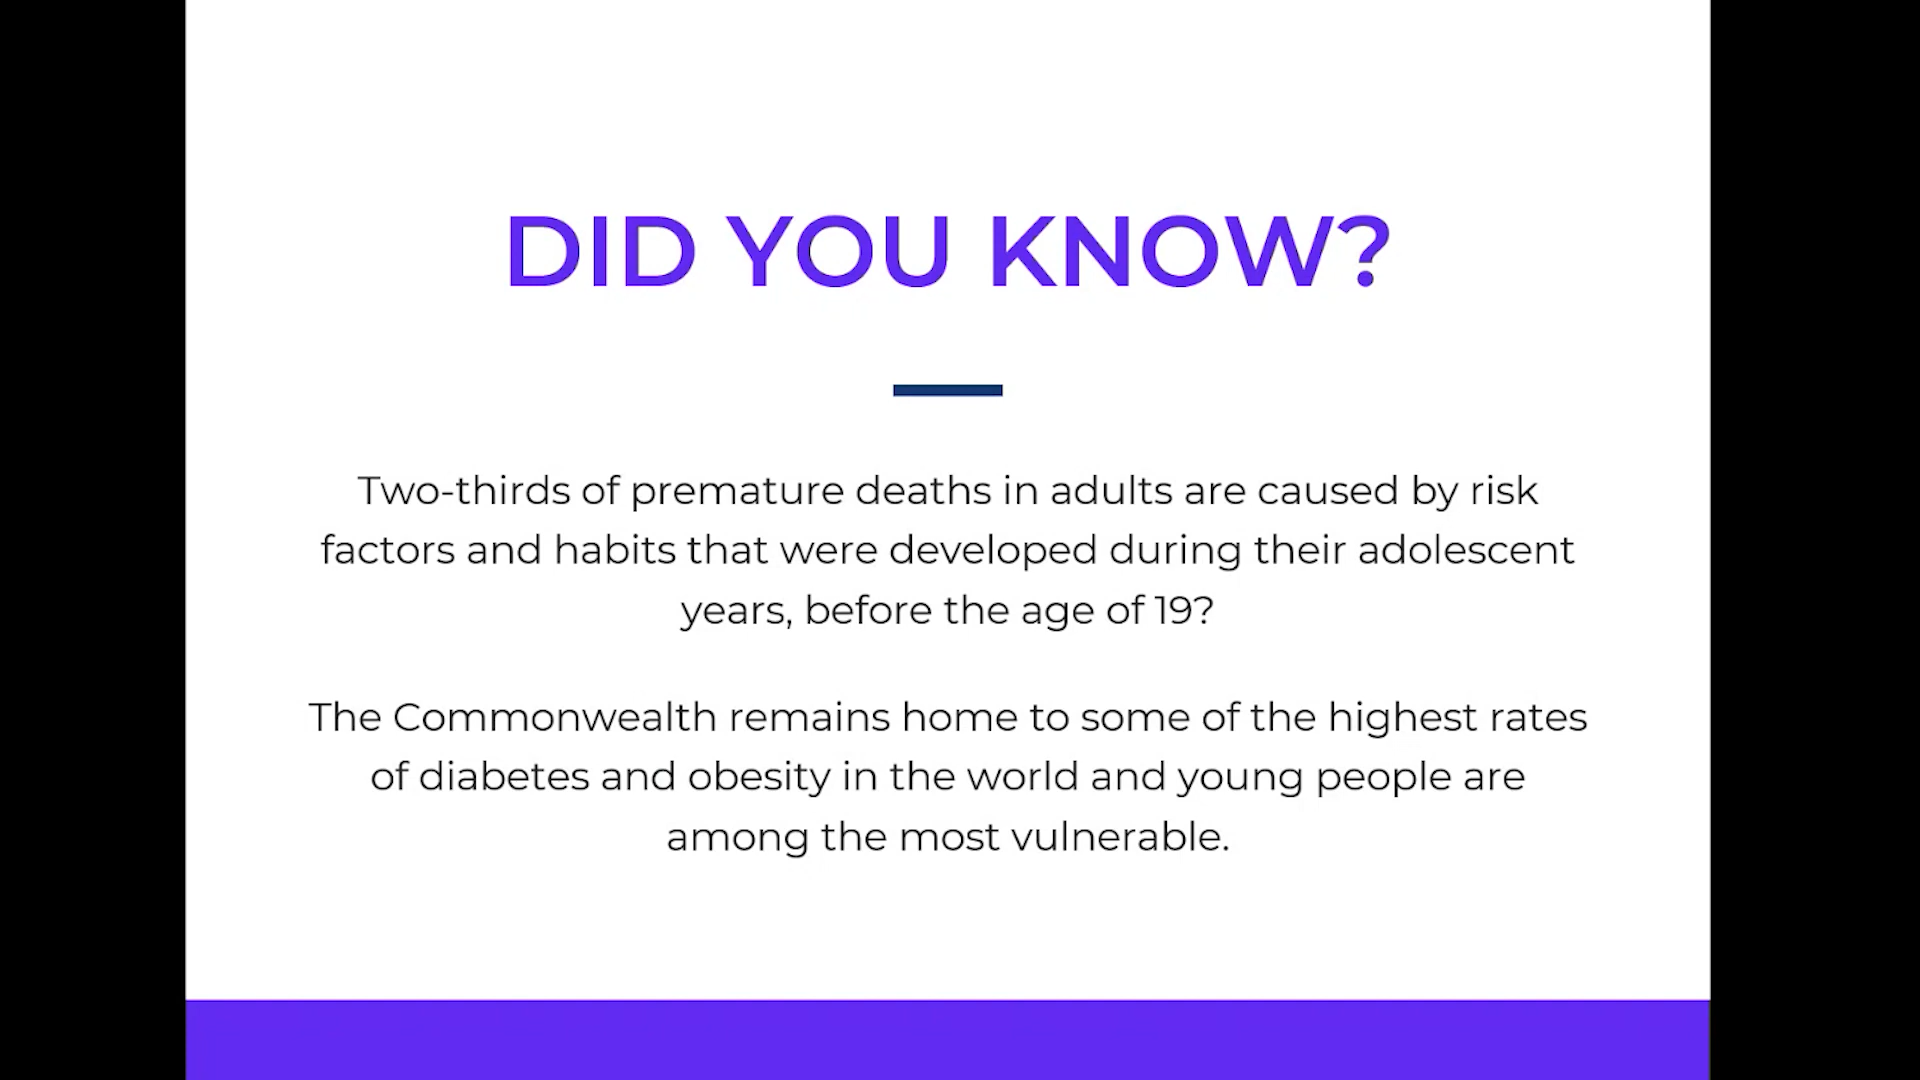 DID YOU KNOW?
Two-thirds of premature deaths in adults are caused by risk
factors and habits that were developed during their adolescent
years, before the age of 19?
The Commonwealth remains home to some of the highest rates
of diabetes and obesity in the world and young people are
among the most vulnerable.